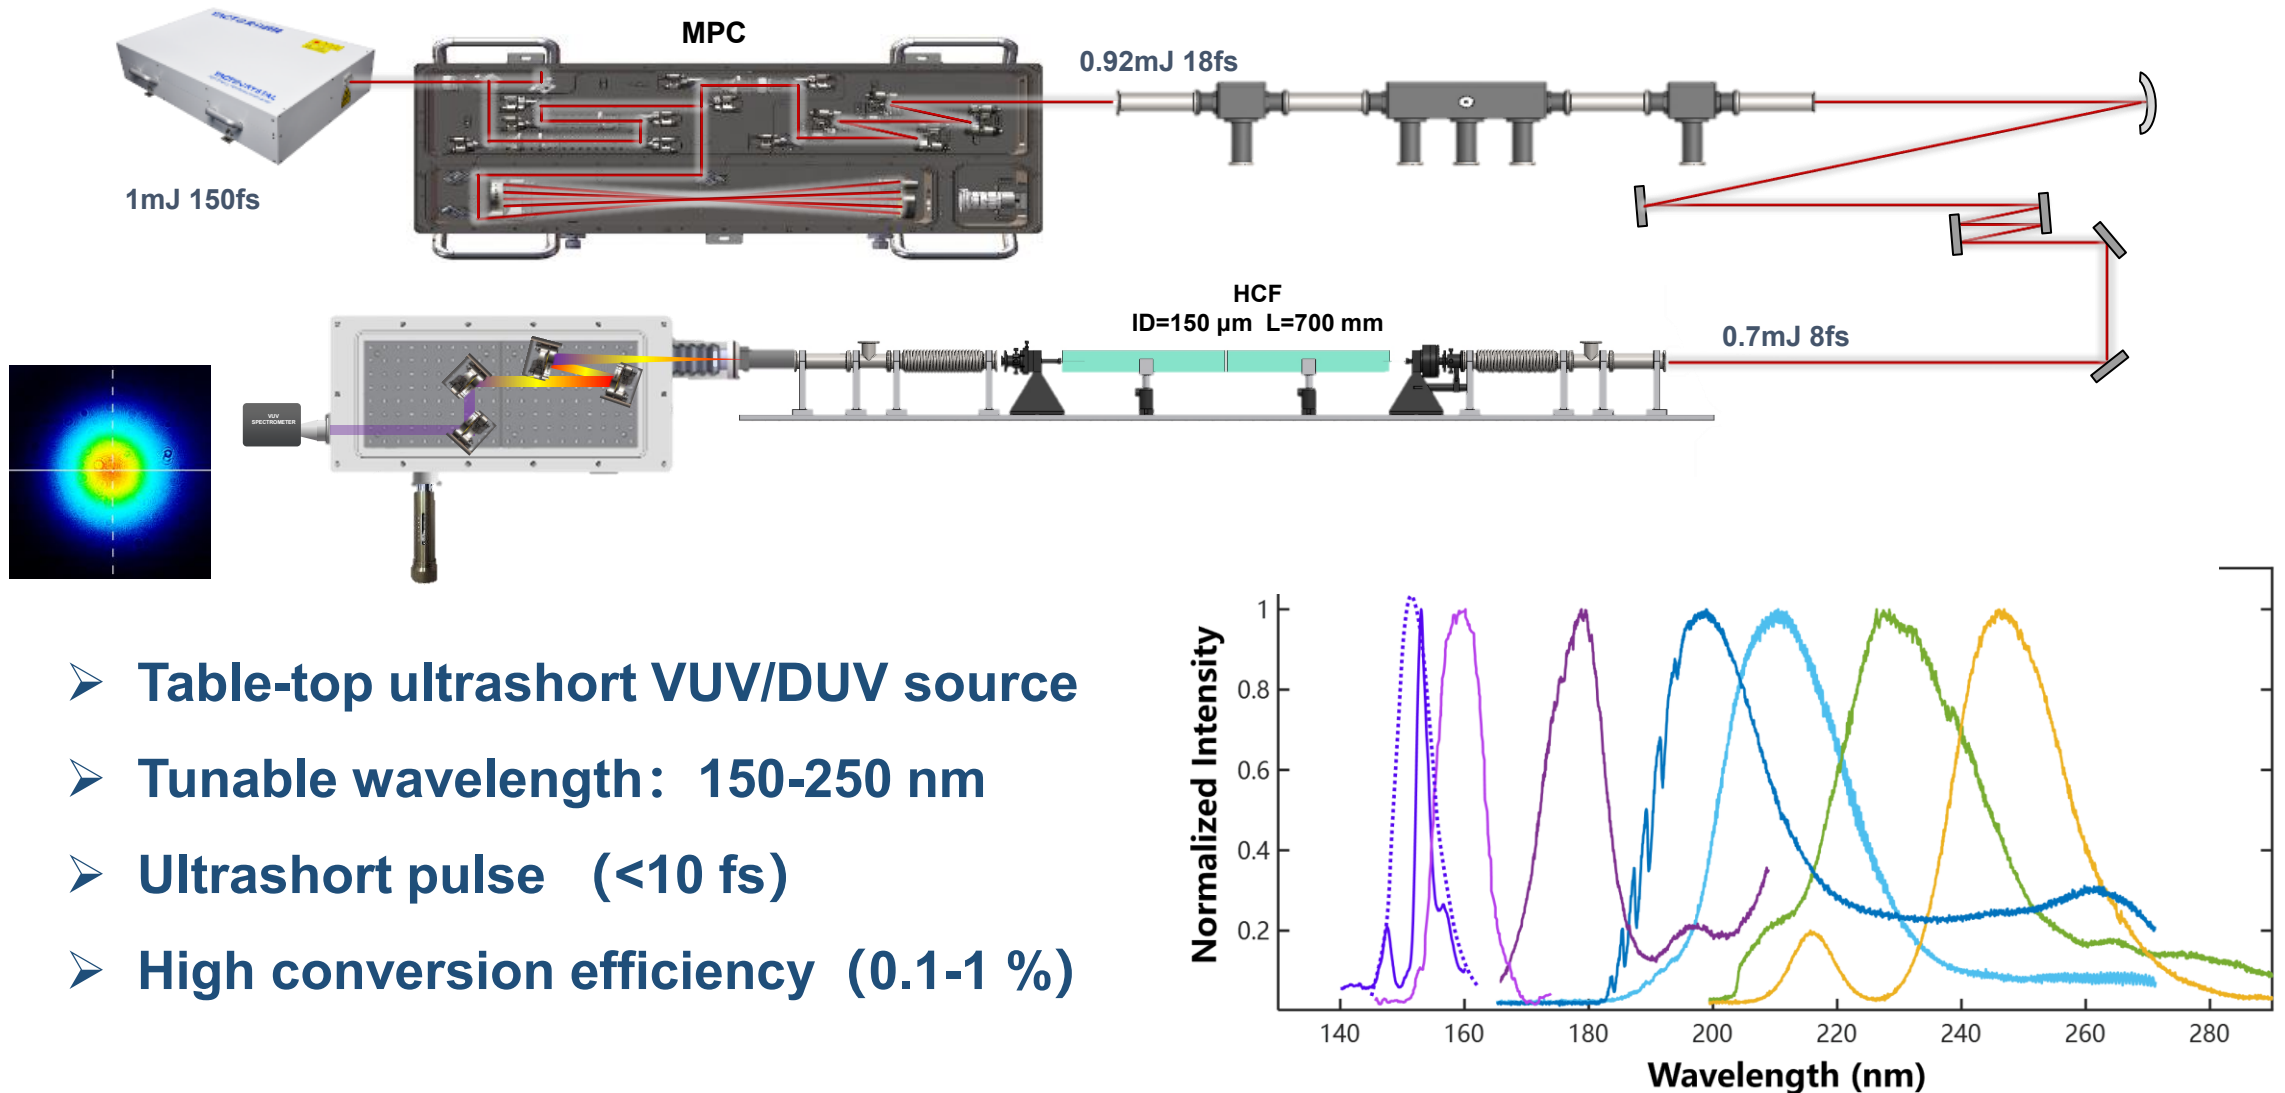 MPC
0.92mJ 18fs
1mJ 150fs
HCF
ID=150 μm L=700 mm
0.7mJ 8fs
VUV
SPECTROMETER
➢ Table-top ultrashort VUV/DUV source
➢ Tunable wavelength：150-250 nm
➢ Ultrashort pulse （<10 fs）
➢ High conversion efficiency（0.1-1 %）
Normalized Intensity
1
0.8
0.6
0.4
0.2
140 160 180 200 220 240 260 280
Wavelength (nm)